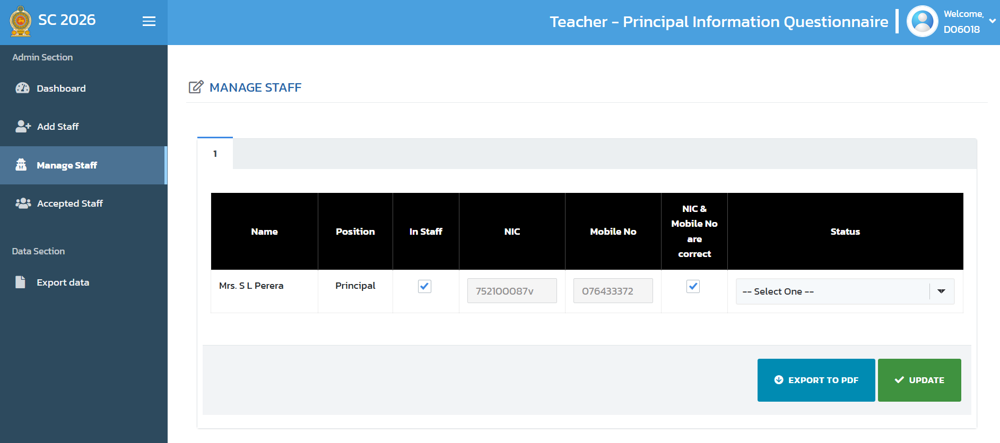 SC 2026
Teacher - Principal Information Questionnaire
Welcome,
D06018
Admin Section
Dashboard
Add Staff
Manage Staff
Accepted Staff
Data Section
Export data
MANAGE STAFF
1
Name
Position
In Staff
NIC
Mobile No
NIC &
Mobile No
are
correct
Status
Mrs. S L Perera
Principal
752100087v
076433372
-- Select One --
EXPORT TO PDF
UPDATE